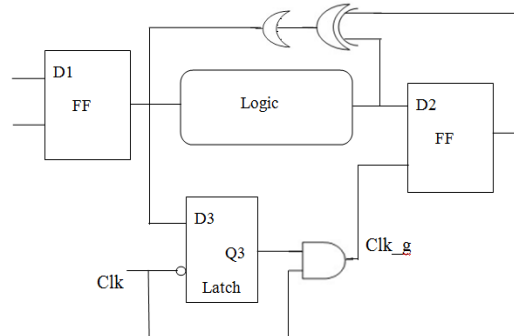 D1
FF
Logic
D2
FF
D3
Q3
Latch
Clk
Clk_g